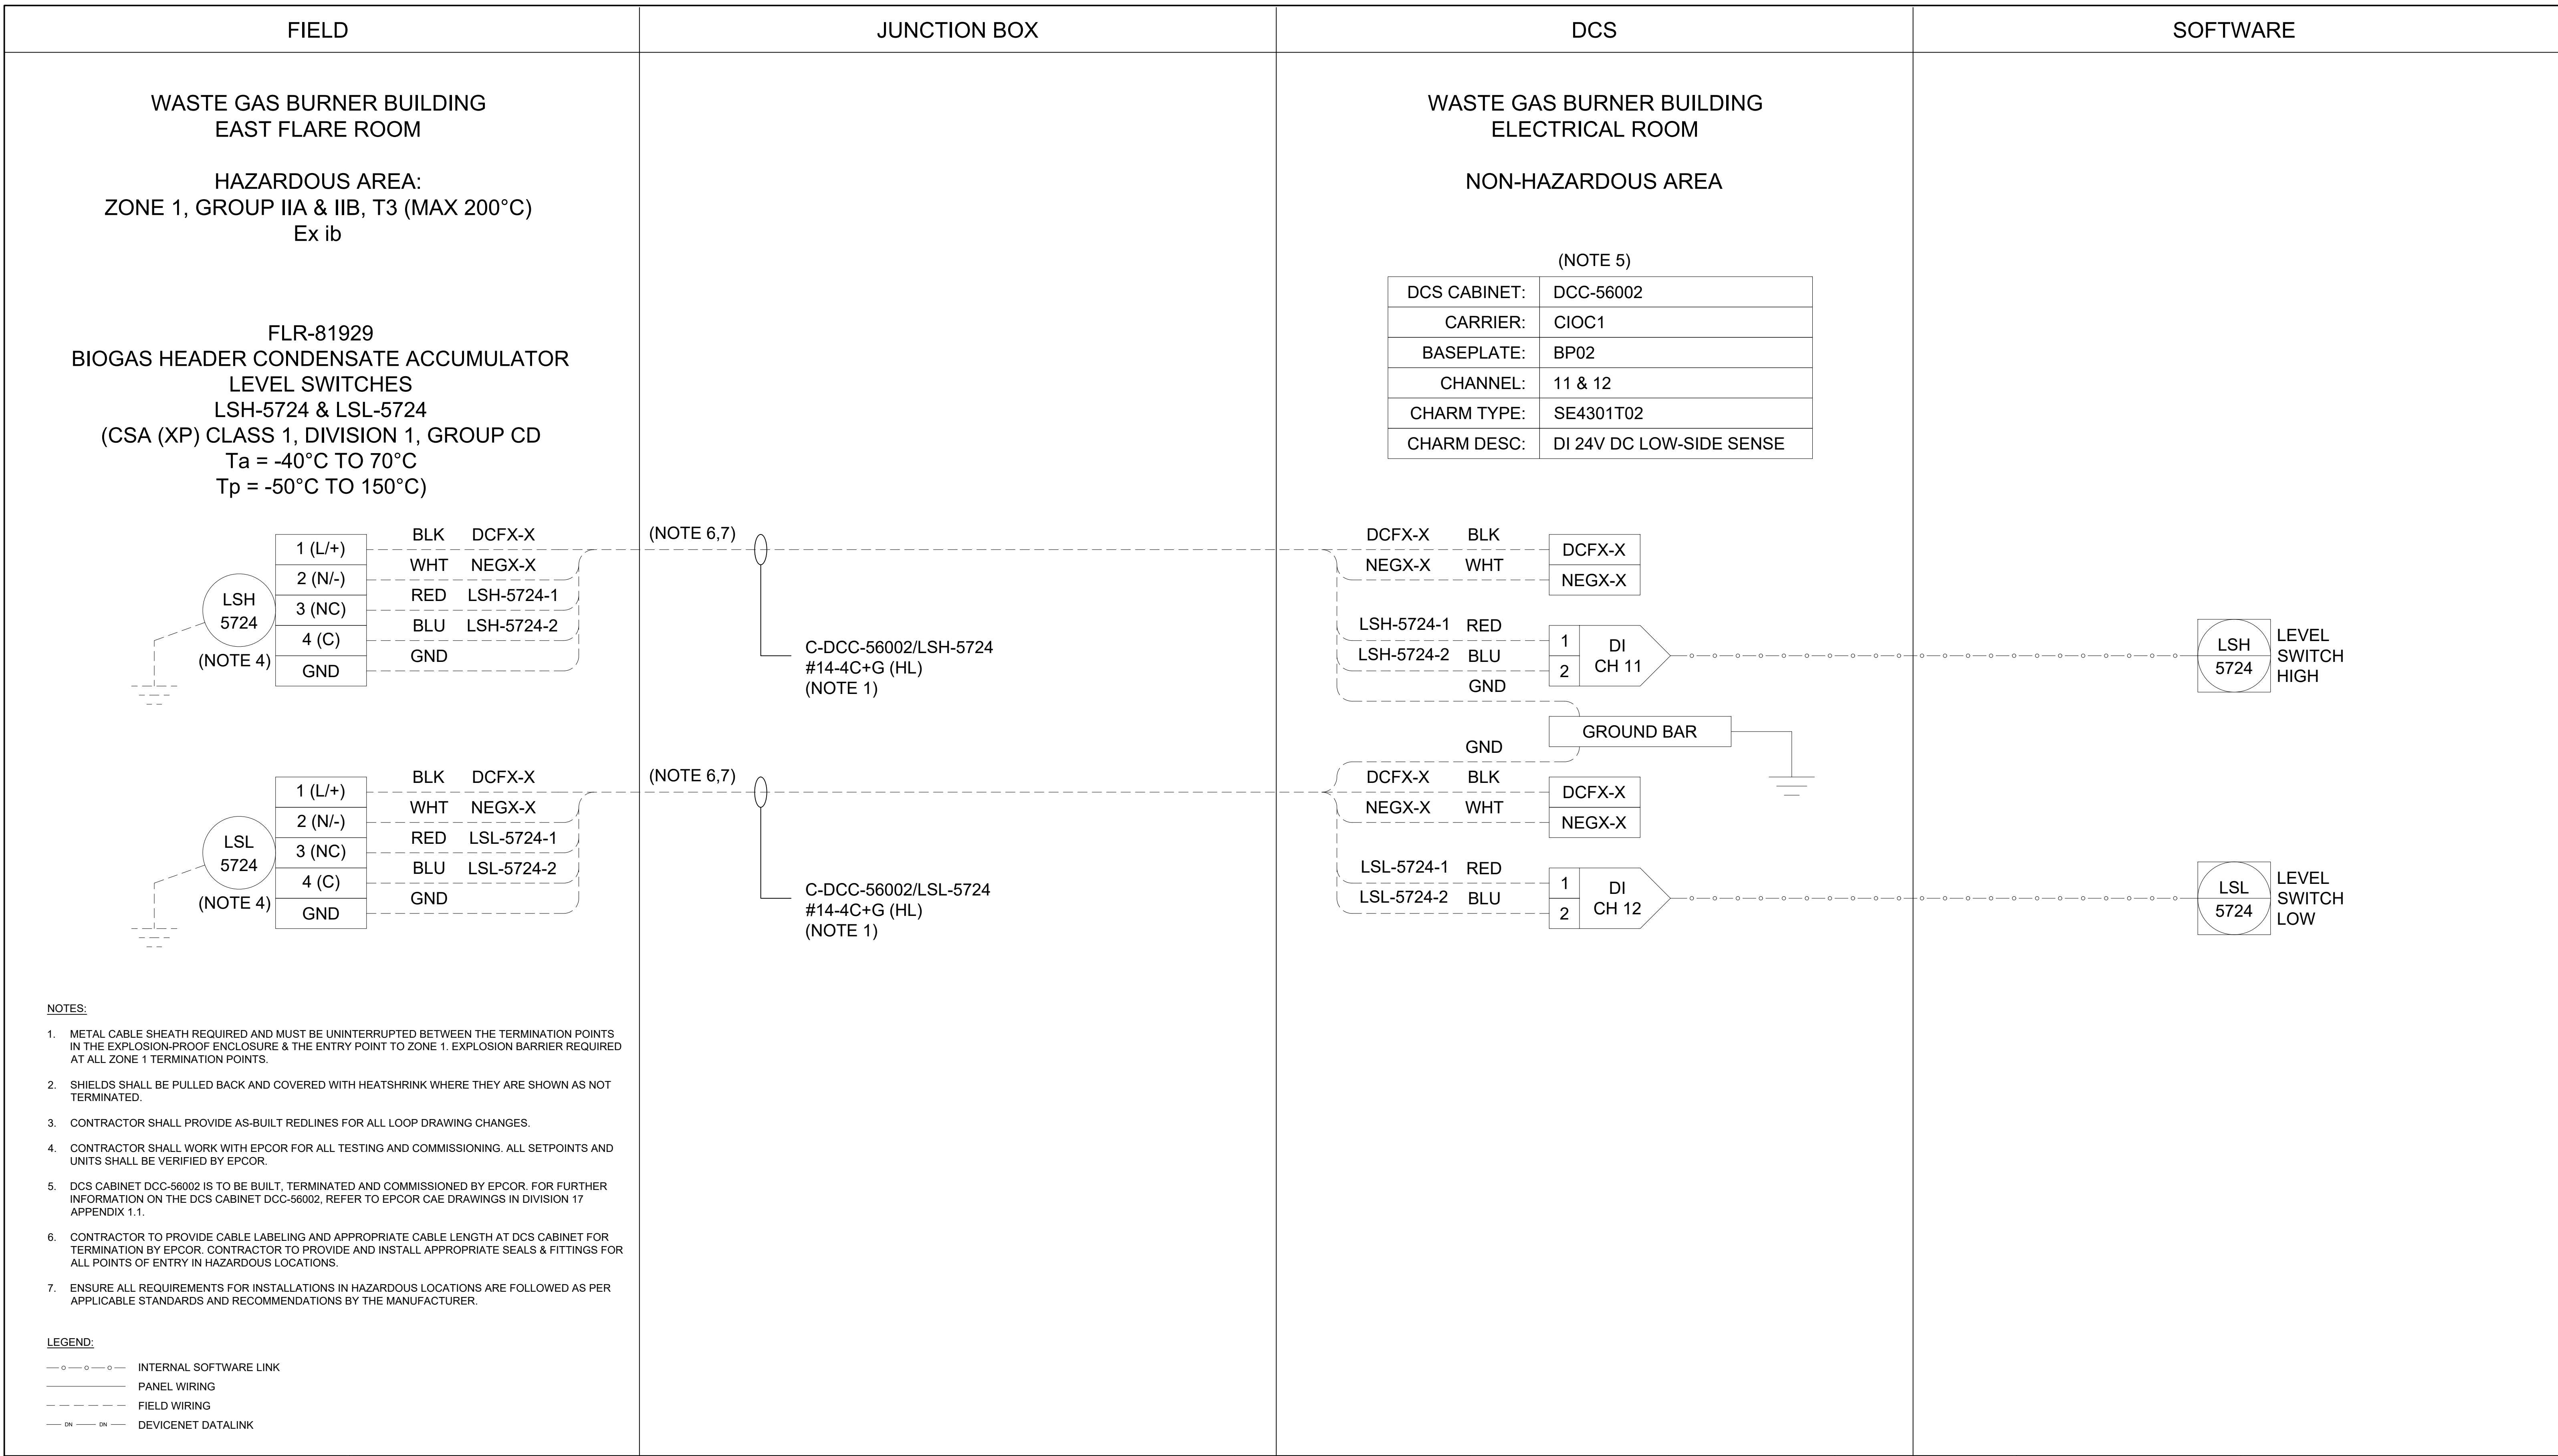 FIELD
JUNCTION BOX
DCS
SOFTWARE
WASTE GAS BURNER BUILDING
EAST FLARE ROOM
HAZARDOUS AREA:
ZONE 1, GROUP IIA & IIB, T3 (MAX 200°C)
Ex ib
FLR-81929
BIOGAS HEADER CONDENSATE ACCUMULATOR
LEVEL SWITCHES
LSH-5724 & LSL-5724
(CSA (XP) CLASS 1, DIVISION 1, GROUP CD
Ta = -40°C TO 70°C
Tp = -50°C TO 150°C)
WASTE GAS BURNER BUILDING
ELECTRICAL ROOM
NON-HAZARDOUS AREA
(NOTE 5)
DCS CABINET: DCC-56002
CARRIER: CIOC1
BASEPLATE: BP02
CHANNEL: 11 & 12
CHARM TYPE: SE4301T02
CHARM DESC: DI 24V DC LOW-SIDE SENSE
LSH
5724
(NOTE 4)
1 (L/+) BLK DCFX-X
2 (N/-) WHT NEGX-X
3 (NC) RED LSH-5724-1
4 (C) BLU LSH-5724-2
GND GND
(NOTE 6,7)
C-DCC-56002/LSH-5724
#14-4C+G (HL)
(NOTE 1)
DCFX-X BLK DCFX-X
NEGX-X WHT NEGX-X
LSH-5724-1 RED 1
LSH-5724-2 BLU 2
DI
CH 11
GND
GROUND BAR
LSH
5724
LEVEL
SWITCH
HIGH
LSL
5724
(NOTE 4)
1 (L/+) BLK DCFX-X
2 (N/-) WHT NEGX-X
3 (NC) RED LSL-5724-1
4 (C) BLU LSL-5724-2
GND GND
(NOTE 6,7)
C-DCC-56002/LSL-5724
#14-4C+G (HL)
(NOTE 1)
GND
DCFX-X BLK DCFX-X
NEGX-X WHT NEGX-X
LSL-5724-1 RED 1
LSL-5724-2 BLU 2
DI
CH 12
LSL
5724
LEVEL
SWITCH
LOW
NOTES:
1. METAL CABLE SHEATH REQUIRED AND MUST BE UNINTERRUPTED BETWEEN THE TERMINATION POINTS
IN THE EXPLOSION-PROOF ENCLOSURE & THE ENTRY POINT TO ZONE 1. EXPLOSION BARRIER REQUIRED
AT ALL ZONE 1 TERMINATION POINTS.
2. SHIELDS SHALL BE PULLED BACK AND COVERED WITH HEATSHRINK WHERE THEY ARE SHOWN AS NOT
TERMINATED.
3. CONTRACTOR SHALL PROVIDE AS-BUILT REDLINES FOR ALL LOOP DRAWING CHANGES.
4. CONTRACTOR SHALL WORK WITH EPCOR FOR ALL TESTING AND COMMISSIONING. ALL SETPOINTS AND
UNITS SHALL BE VERIFIED BY EPCOR.
5. DCS CABINET DCC-56002 IS TO BE BUILT, TERMINATED AND COMMISSIONED BY EPCOR. FOR FURTHER
INFORMATION ON THE DCS CABINET DCC-56002, REFER TO EPCOR CAE DRAWINGS IN DIVISION 17
APPENDIX 1.1.
6. CONTRACTOR TO PROVIDE CABLE LABELING AND APPROPRIATE CABLE LENGTH AT DCS CABINET FOR
TERMINATION BY EPCOR. CONTRACTOR TO PROVIDE AND INSTALL APPROPRIATE SEALS & FITTINGS FOR
ALL POINTS OF ENTRY IN HAZARDOUS LOCATIONS.
7. ENSURE ALL REQUIREMENTS FOR INSTALLATIONS IN HAZARDOUS LOCATIONS ARE FOLLOWED AS PER
APPLICABLE STANDARDS AND RECOMMENDATIONS BY THE MANUFACTURER.
LEGEND:
INTERNAL SOFTWARE LINK
PANEL WIRING
FIELD WIRING
DN DN DEVICENET DATALINK